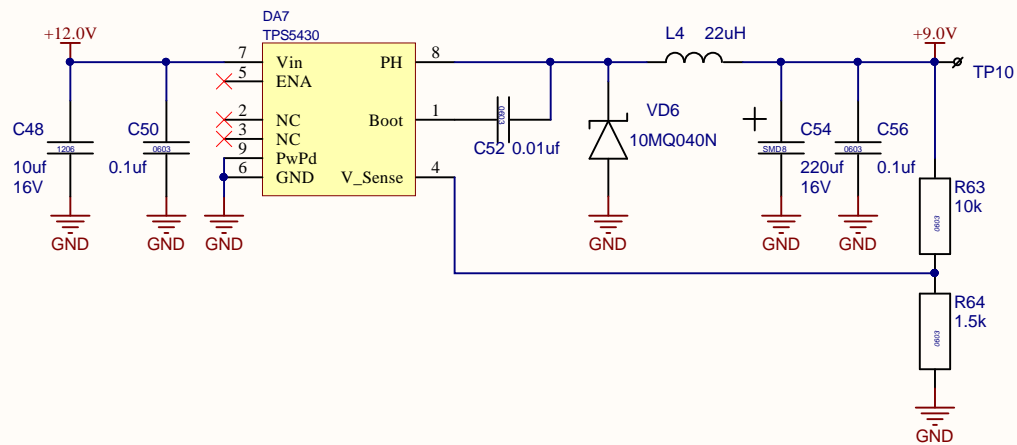 DA7
TPS5430
+12.0V
+9.0V
L4 22uH
7 Vin PH 8
5 ENA
TP10
2 NC Boot 1
3 NC
9 PwPd
6 GND V_Sense 4
C48
1206
10uf
16V
C50
0603
0.1uf
0603
C52 0.01uf
VD6
10MQ040N
C54
SMD8
220uf
16V
C56
0603
0.1uf
R63
10k
0603
R64
1.5k
0603
GND
GND
GND
GND
GND
GND
GND